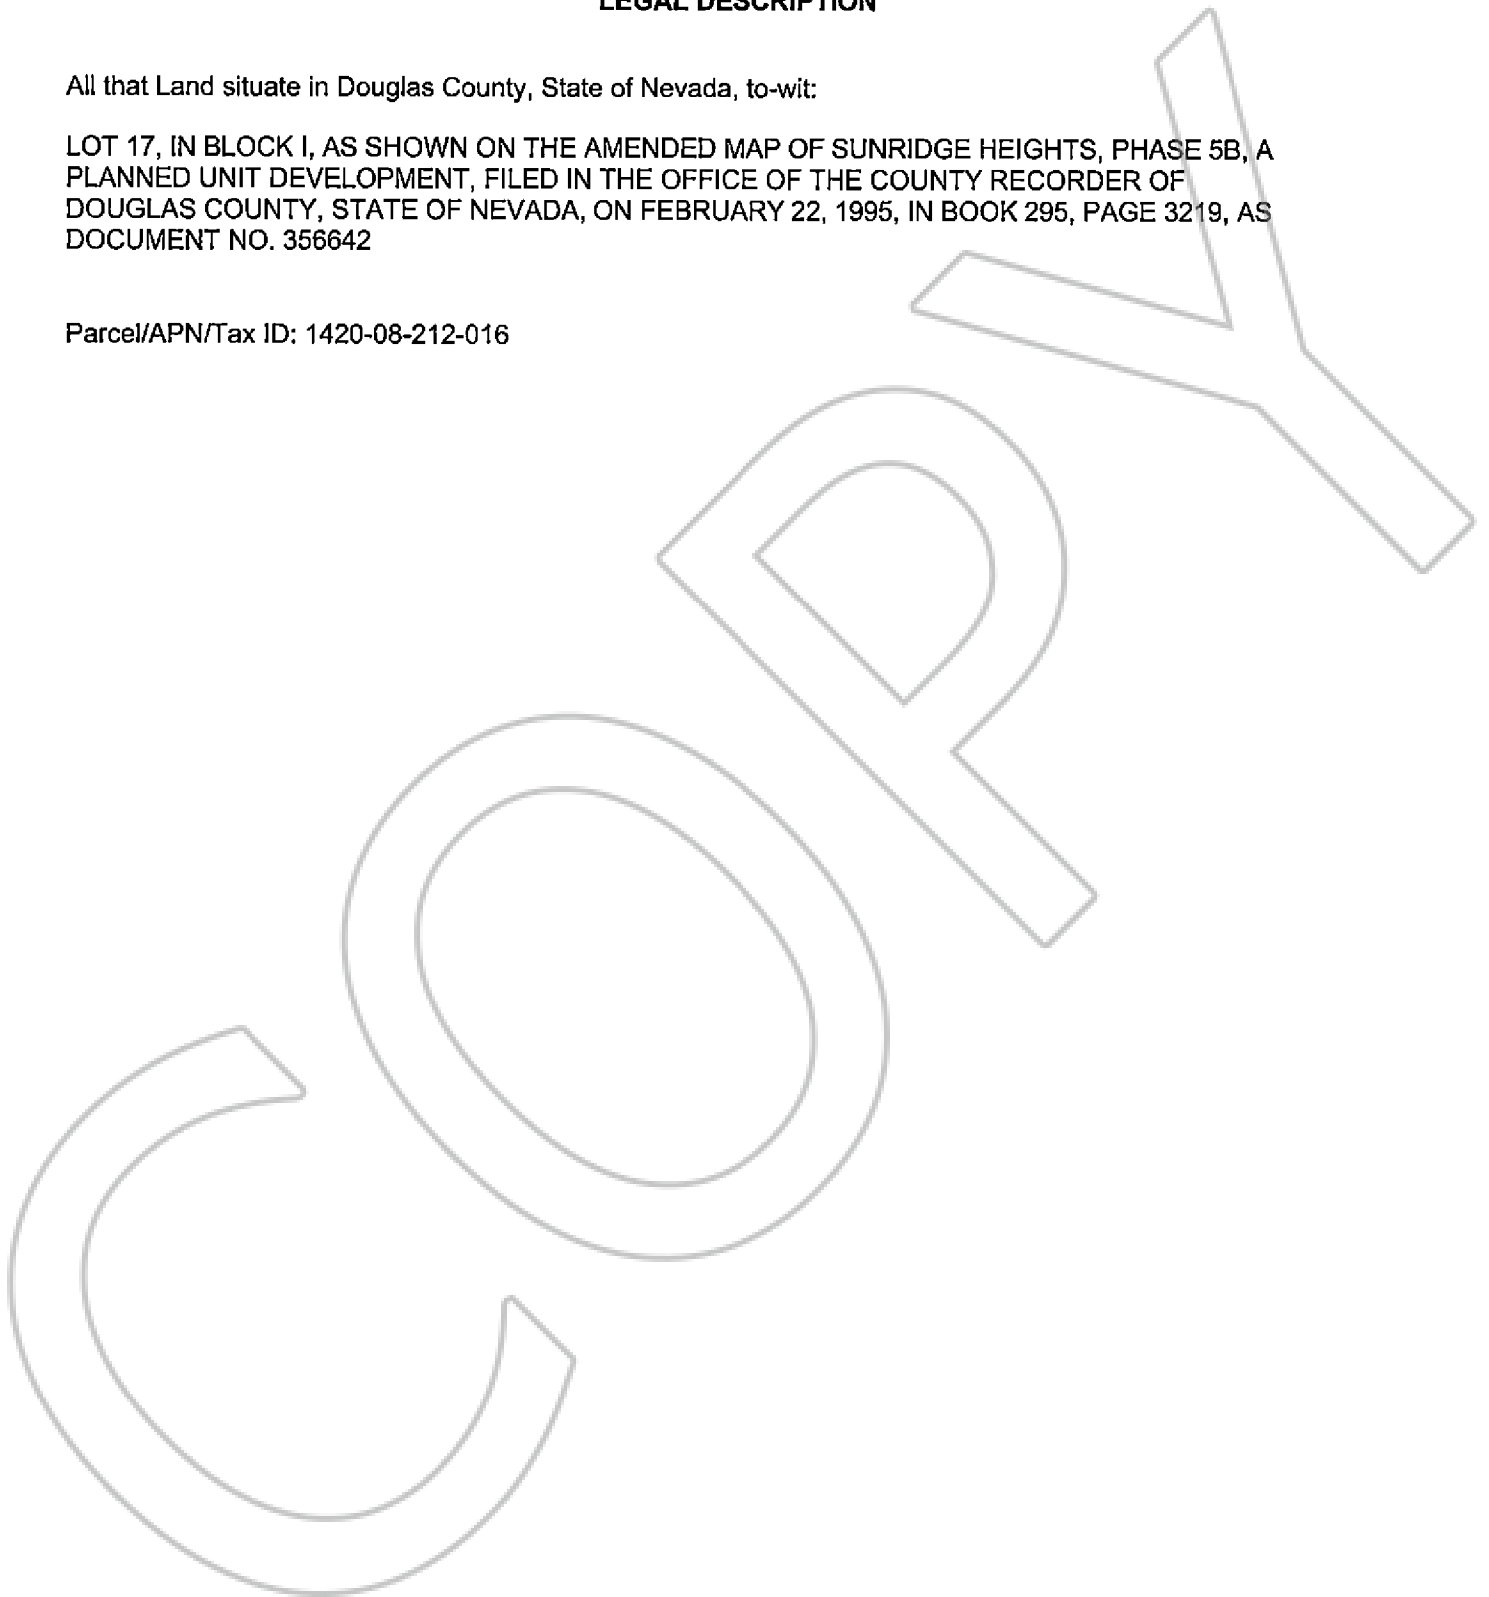 LEGAL DESCRIPTION
All that Land situate in Douglas County, State of Nevada, to-wit:
LOT 17, IN BLOCK I, AS SHOWN ON THE AMENDED MAP OF SUNRIDGE HEIGHTS, PHASE 5B, A
PLANNED UNIT DEVELOPMENT, FILED IN THE OFFICE OF THE COUNTY RECORDER OF
DOUGLAS COUNTY, STATE OF NEVADA, ON FEBRUARY 22, 1995, IN BOOK 295, PAGE 3219, AS
DOCUMENT NO. 356642
Parcel/APN/Tax ID: 1420-08-212-016
COPY